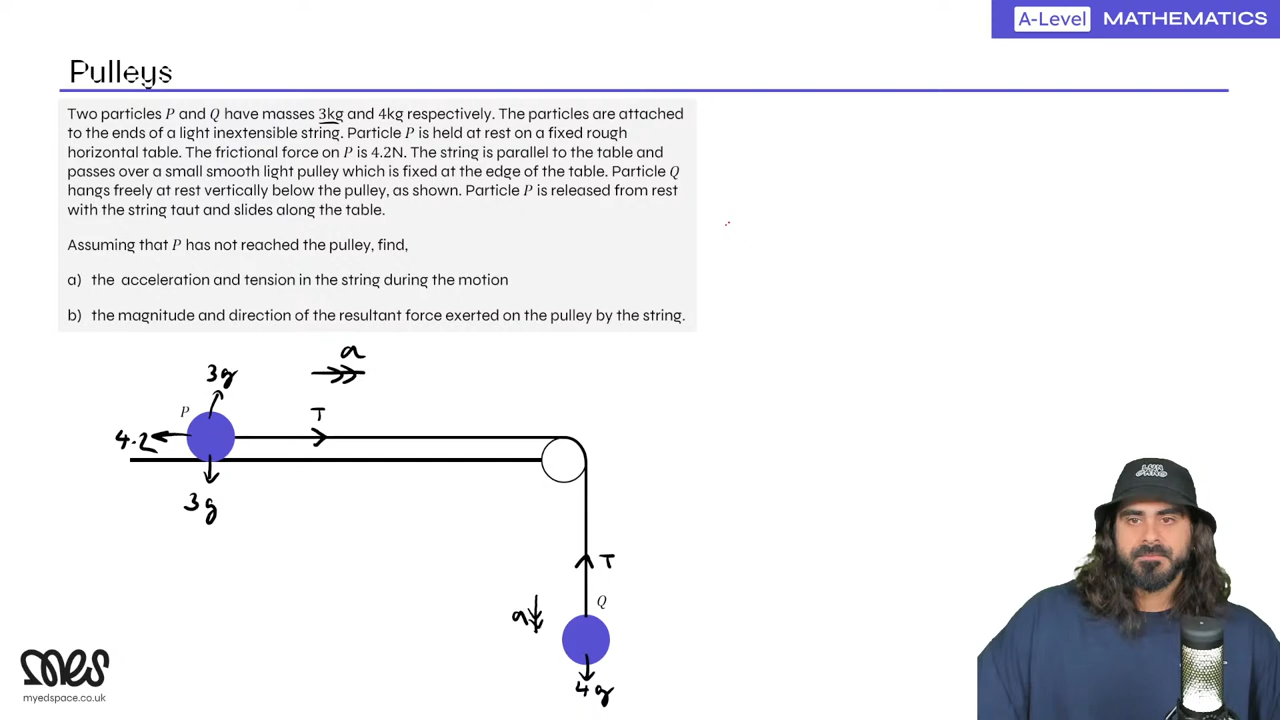 A-Level MATHEMATICS
Pulleys
Two particles P and Q have masses 3kg and 4kg respectively. The particles are attached
to the ends of a light inextensible string. Particle P is held at rest on a fixed rough
horizontal table. The frictional force on P is 4.2N. The string is parallel to the table and
passes over a small smooth light pulley which is fixed at the edge of the table. Particle Q
hangs freely at rest vertically below the pulley, as shown. Particle P is released from rest
with the string taut and slides along the table.
Assuming that P has not reached the pulley, find,
a) the acceleration and tension in the string during the motion
b) the magnitude and direction of the resultant force exerted on the pulley by the string.
a
3g
P
T
4.2
3g
T
Q
a
4g
mes
myedspace.co.uk